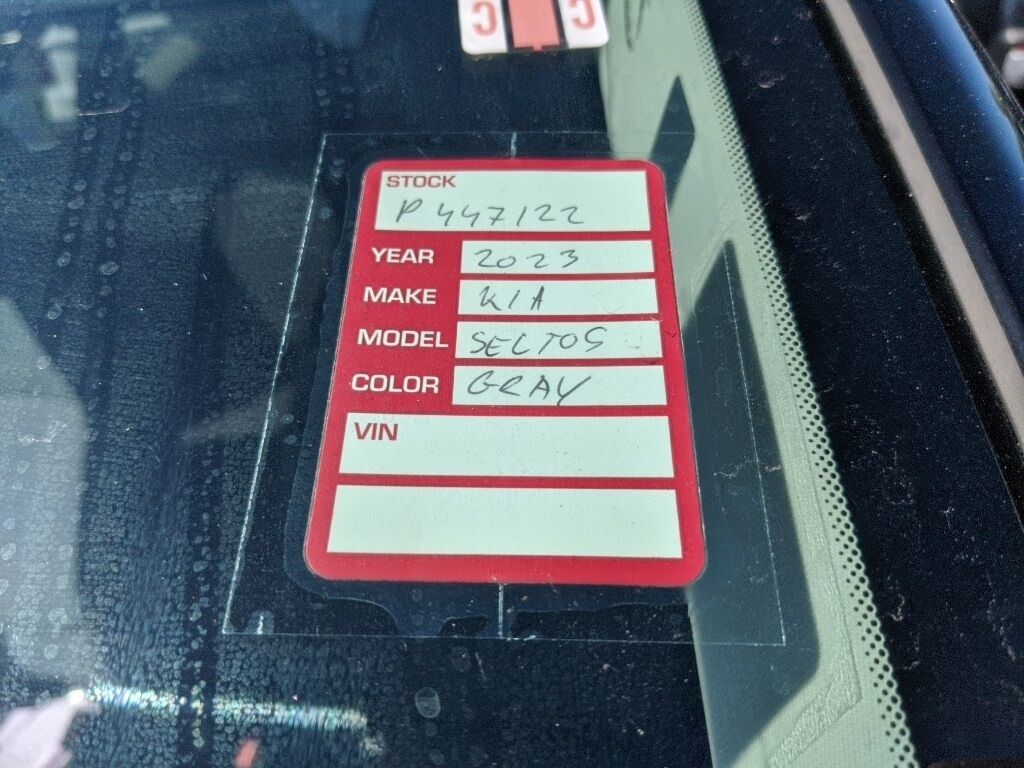 STOCK
P447122
YEAR 2023
MAKE KIA
MODEL SELTOS
COLOR GRAY
VIN